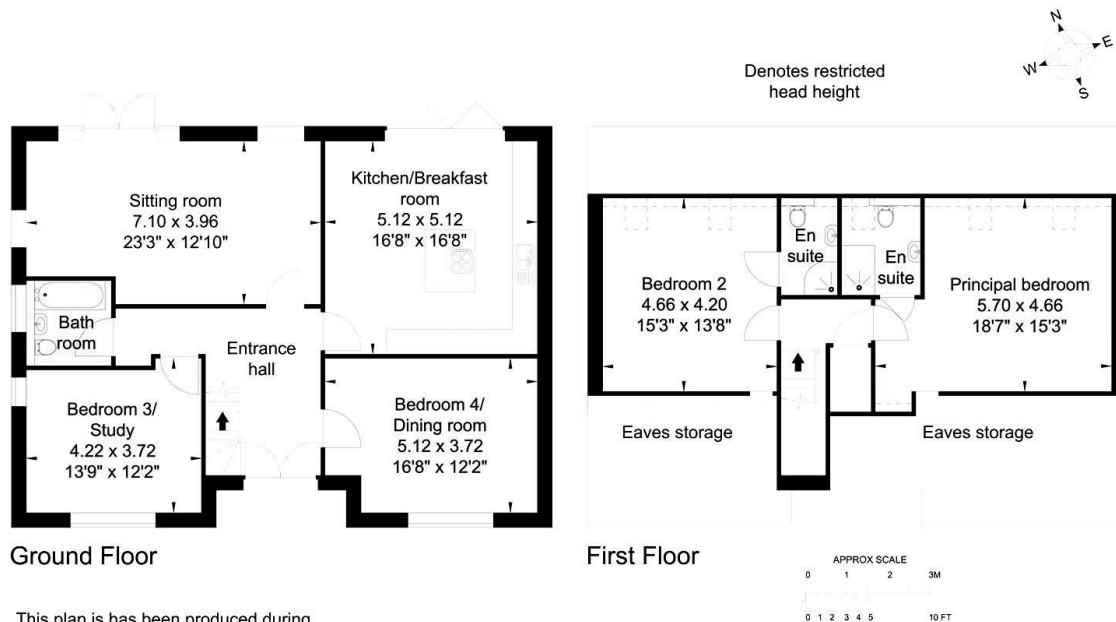 N
E
W
S
Denotes restricted
head height
Sitting room
7.10 x 3.96
23'3" x 12'10"
Kitchen/Breakfast
room
5.12 x 5.12
16'8" x 16'8"
Bath
room
Entrance
hall
Bedroom 3/
Study
4.22 x 3.72
13'9" x 12'2"
Bedroom 4/
Dining room
5.12 x 3.72
16'8" x 12'2"
Ground Floor
En
suite
En
suite
Bedroom 2
4.66 x 4.20
15'3" x 13'8"
Principal bedroom
5.70 x 4.66
18'7" x 15'3"
Eaves storage
Eaves storage
First Floor
APPROX SCALE
0 1 2 3M
0 1 2 3 4 5 10 FT
This plan is has been produced during